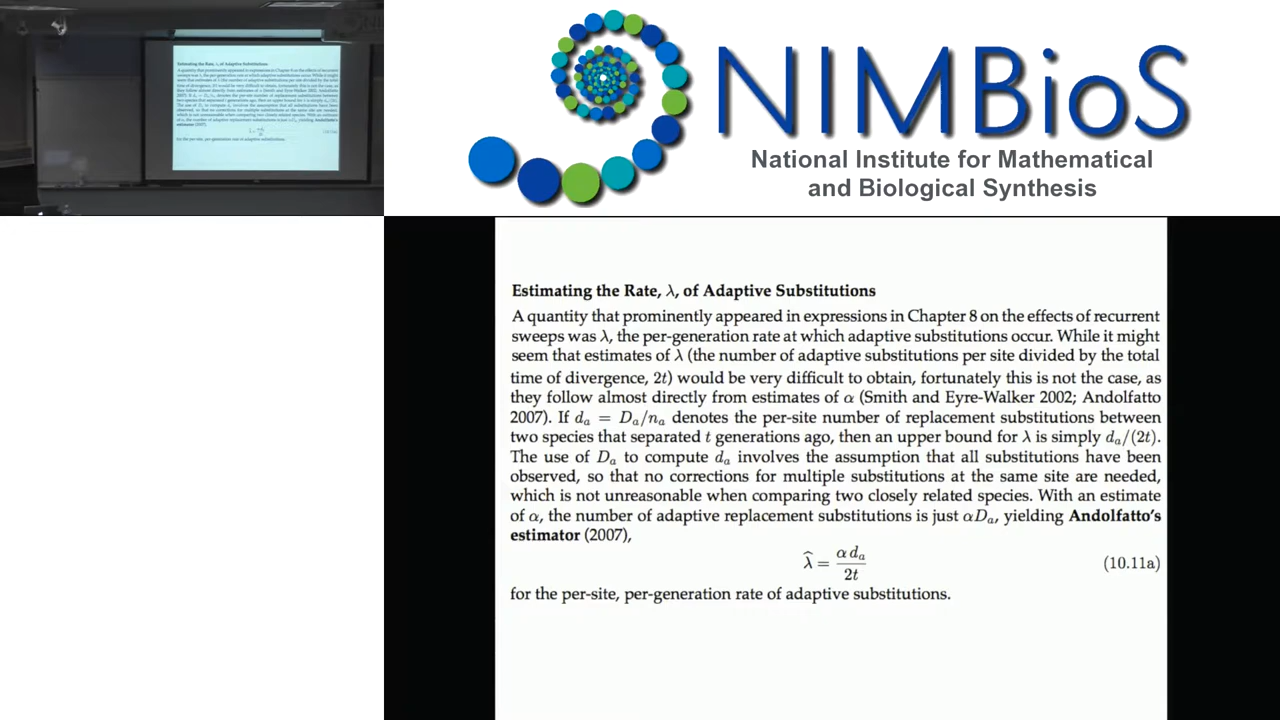 NIMBioS
National Institute for Mathematical
and Biological Synthesis
Estimating the Rate, λ, of Adaptive Substitutions
A quantity that prominently appeared in expressions in Chapter 8 on the effects of recurrent
sweeps was λ, the per-generation rate at which adaptive substitutions occur. While it might
seem that estimates of λ (the number of adaptive substitutions per site divided by the total
time of divergence, 2t) would be very difficult to obtain, fortunately this is not the case, as
they follow almost directly from estimates of α (Smith and Eyre-Walker 2002; Andolfatto
2007). If dₐ = Dₐ/nₐ denotes the per-site number of replacement substitutions between
two species that separated t generations ago, then an upper bound for λ is simply dₐ/(2t).
The use of Dₐ to compute dₐ involves the assumption that all substitutions have been
observed, so that no corrections for multiple substitutions at the same site are needed,
which is not unreasonable when comparing two closely related species. With an estimate
of α, the number of adaptive replacement substitutions is just αDₐ, yielding Andolfatto's
estimator (2007),
λ̂ = α dₐ / 2t (10.11a)
for the per-site, per-generation rate of adaptive substitutions.